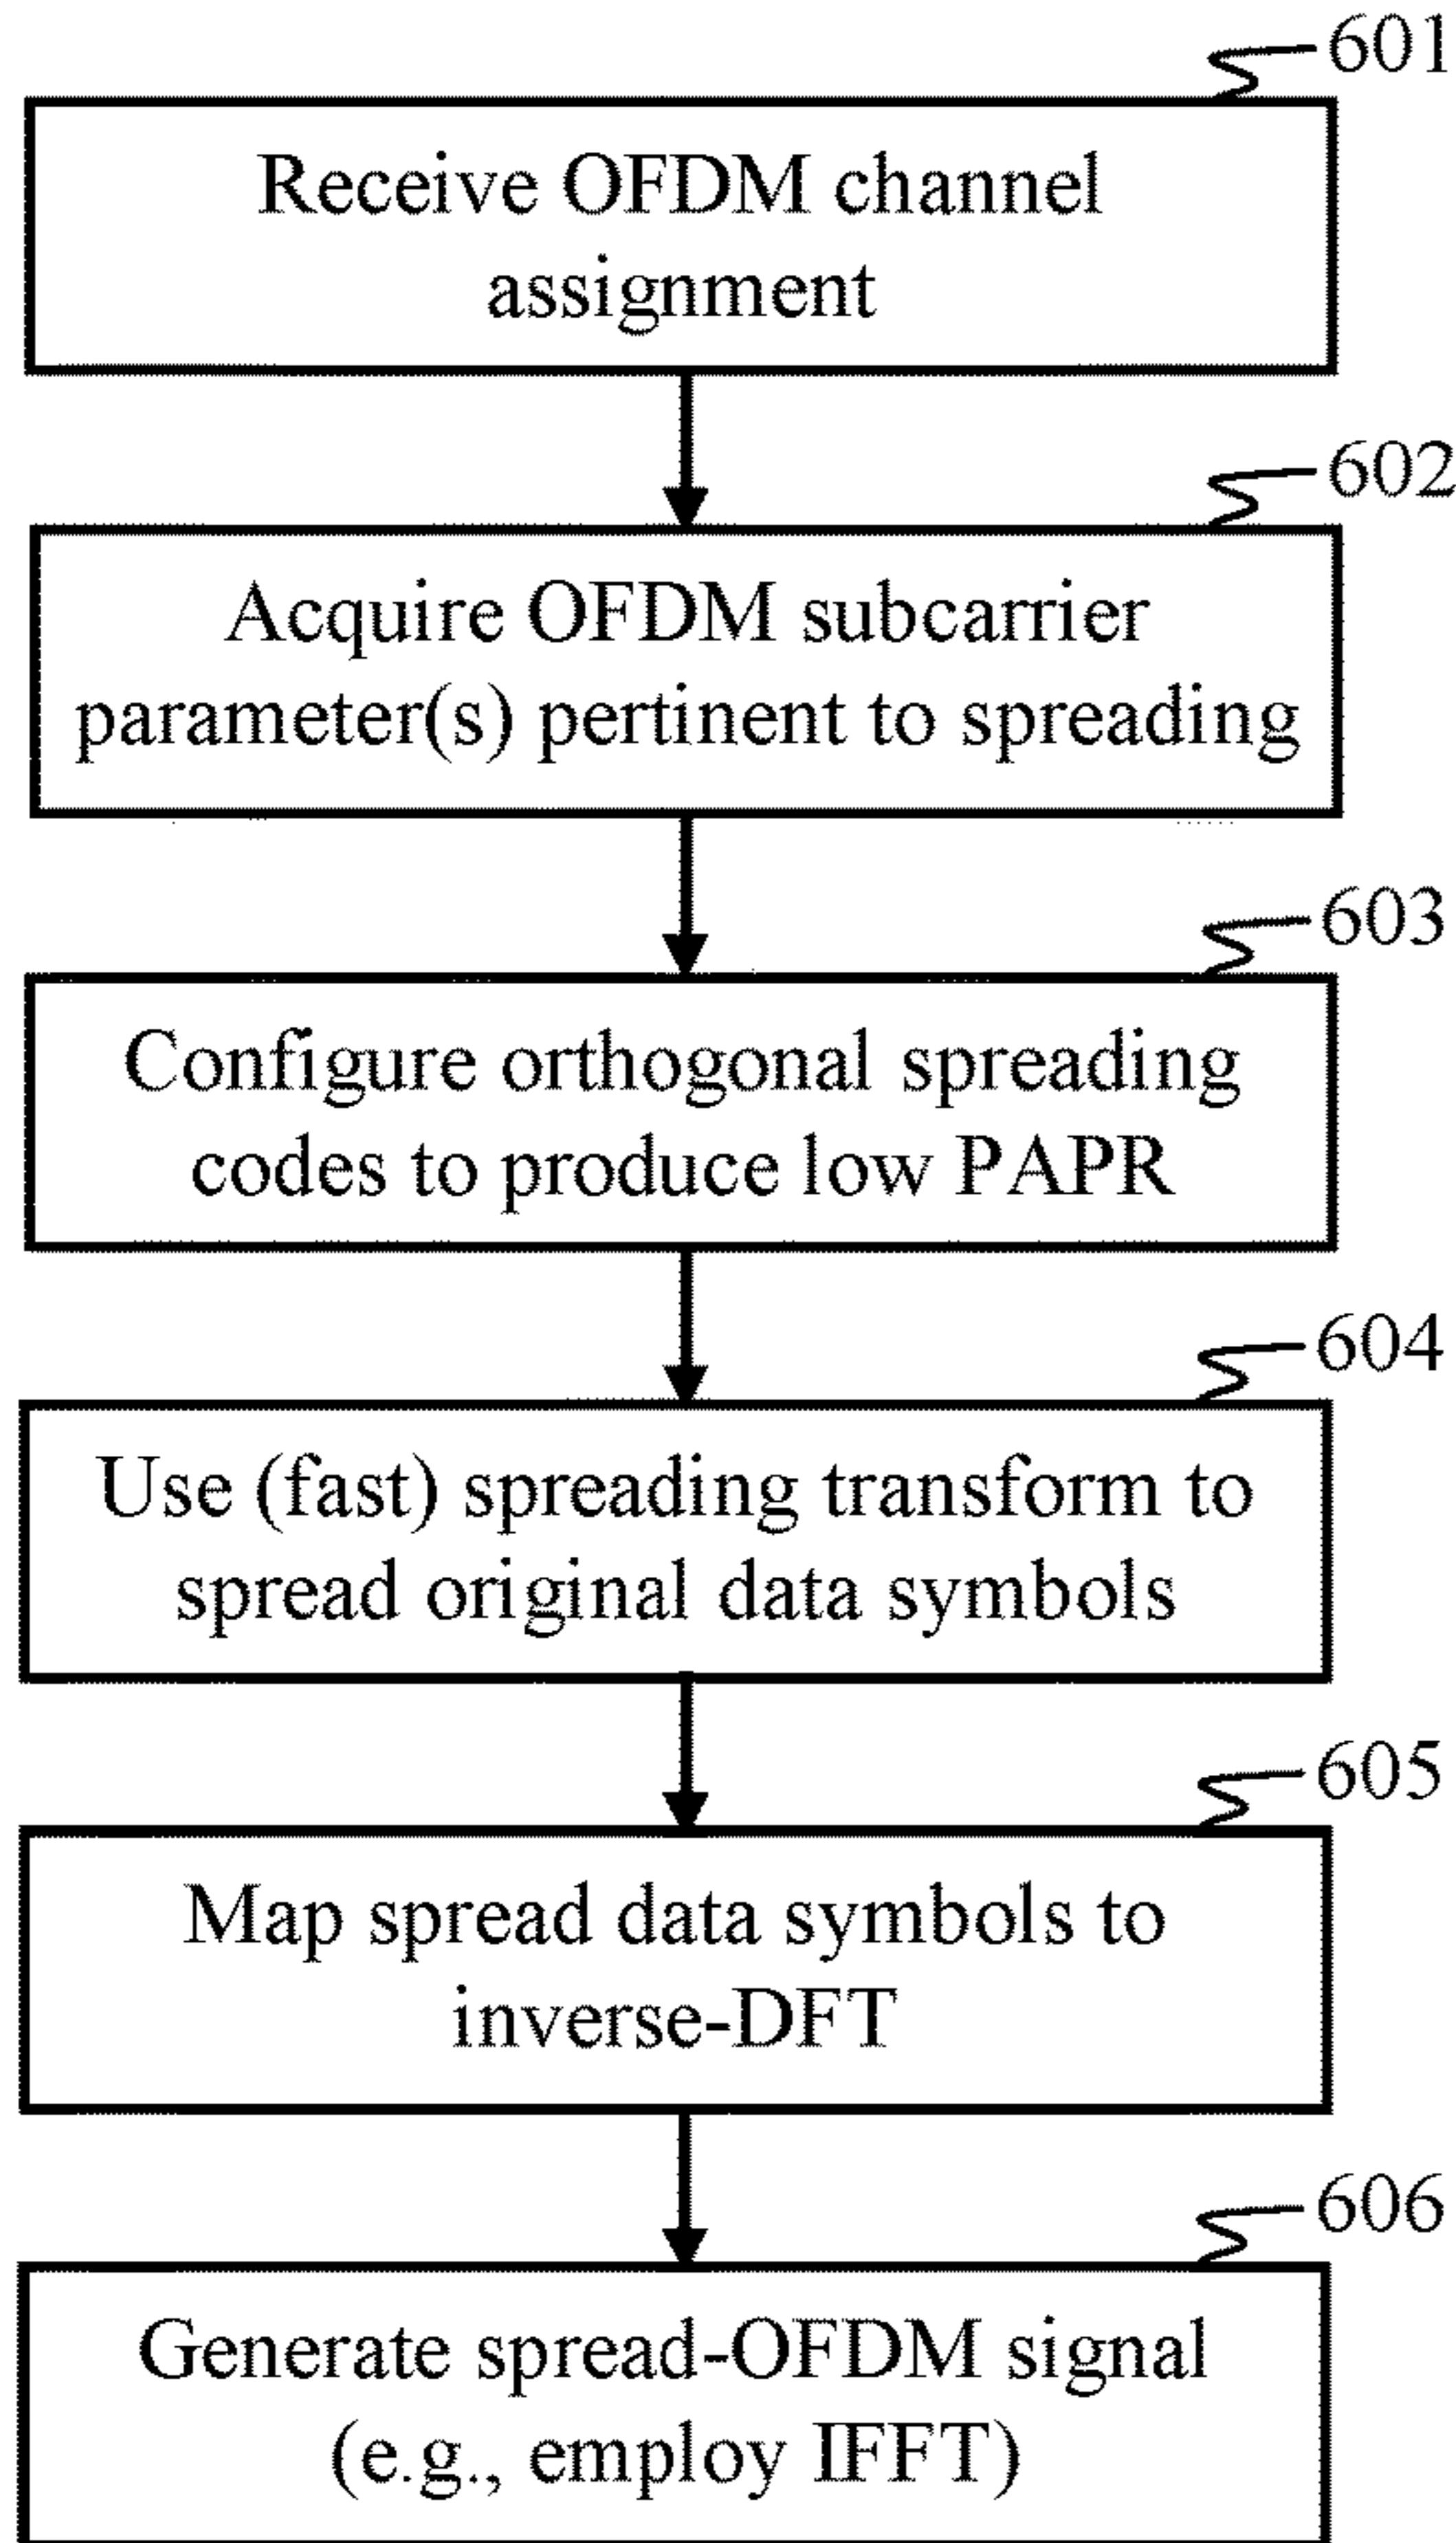 601
Receive OFDM channel
assignment
602
Acquire OFDM subcarrier
parameter(s) pertinent to spreading
603
Configure orthogonal spreading
codes to produce low PAPR
604
Use (fast) spreading transform to
spread original data symbols
605
Map spread data symbols to
inverse-DFT
606
Generate spread-OFDM signal
(e.g., employ IFFT)